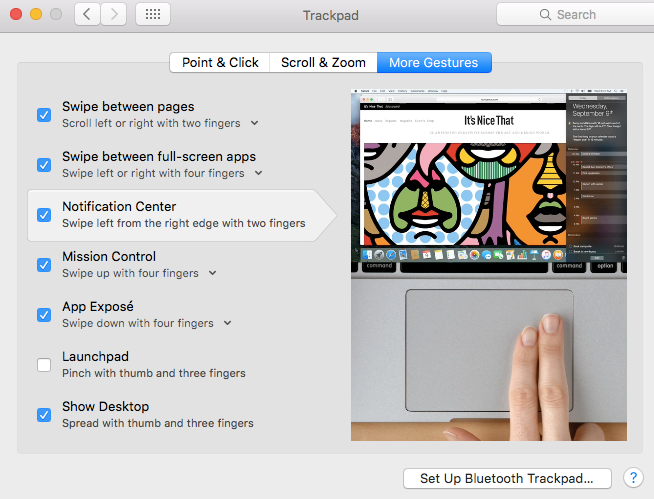 Trackpad
Search
Point & Click
Scroll & Zoom
More Gestures
Swipe between pages
Scroll left or right with two fingers
Swipe between full-screen apps
Swipe left or right with four fingers
Notification Center
Swipe left from the right edge with two fingers
Mission Control
Swipe up with four fingers
App Exposé
Swipe down with four fingers
Launchpad
Pinch with thumb and three fingers
Show Desktop
Spread with thumb and three fingers
It's Nice That
It's Nice That
Wednesday,
September 9th
command
command
option
Set Up Bluetooth Trackpad...
?